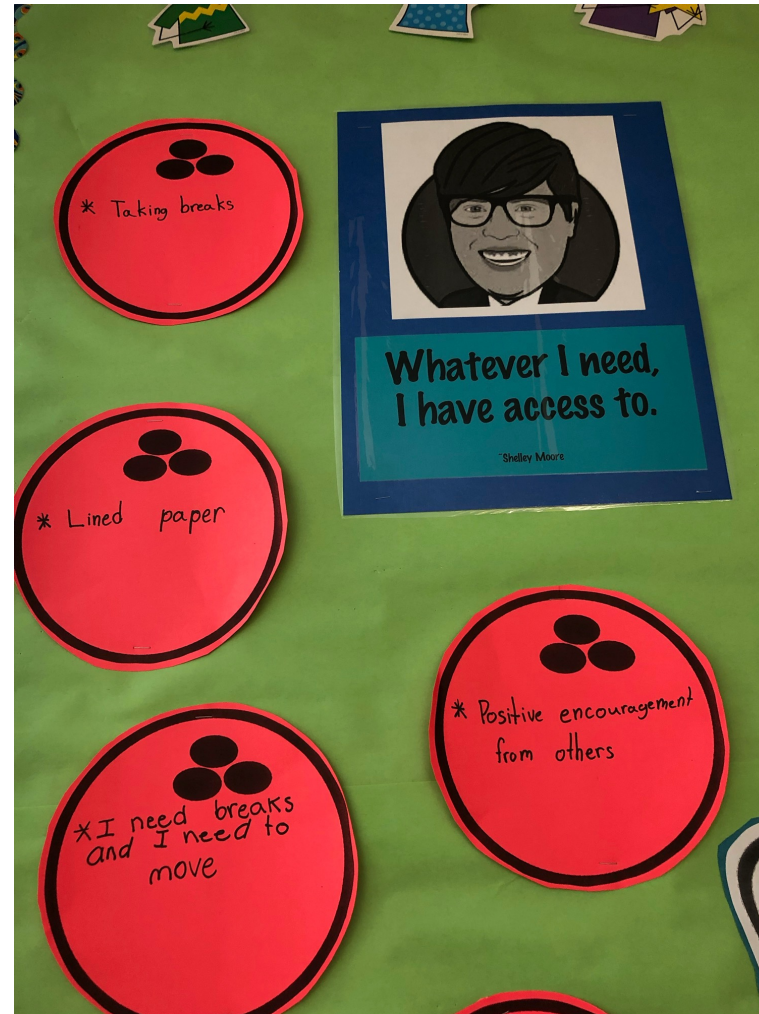 * Taking breaks
Whatever I need,
I have access to.
~Shelley Moore
* Lined paper
* Positive encouragement
from others
* I need breaks
and I need to
move